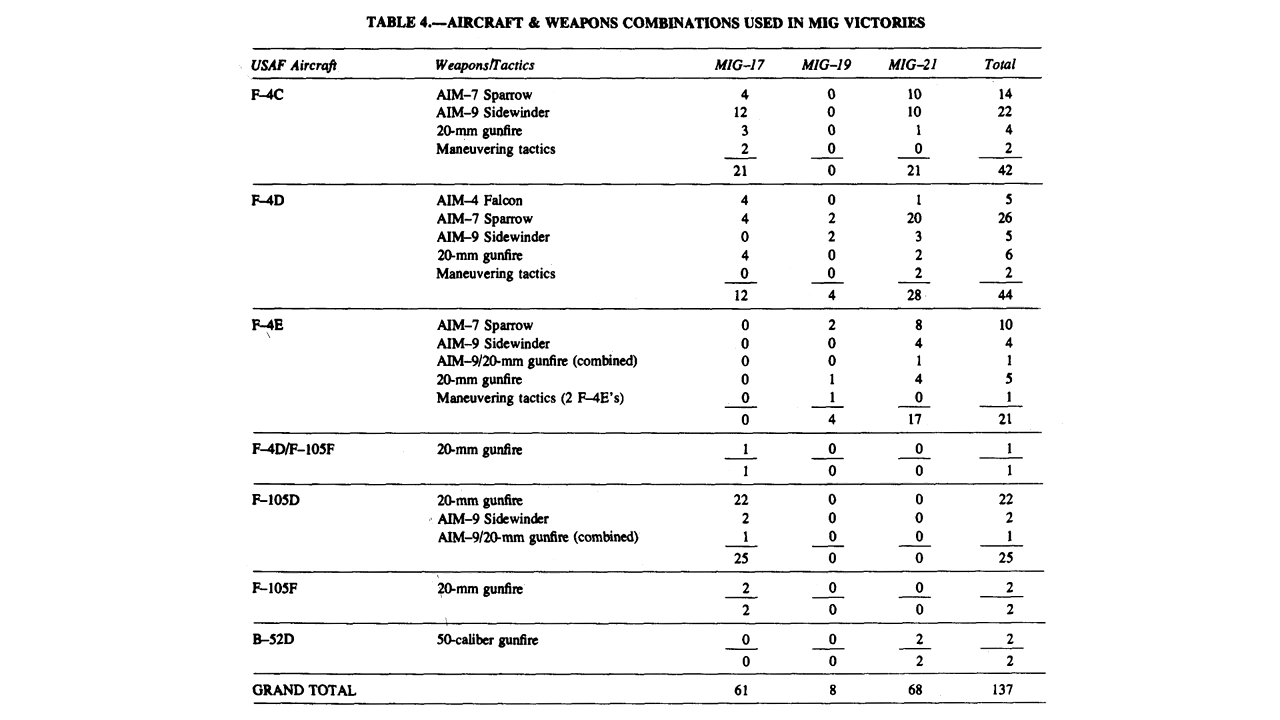 TABLE 4.—AIRCRAFT & WEAPONS COMBINATIONS USED IN MIG VICTORIES
USAF Aircraft Weapons/Tactics MIG–17 MIG–19 MIG–21 Total
F–4C AIM–7 Sparrow 4 0 10 14
AIM–9 Sidewinder 12 0 10 22
20-mm gunfire 3 0 1 4
Maneuvering tactics 2 0 0 2
21 0 21 42
F–4D AIM–4 Falcon 4 0 1 5
AIM–7 Sparrow 4 2 20 26
AIM–9 Sidewinder 0 2 3 5
20-mm gunfire 4 0 2 6
Maneuvering tactics 0 0 2 2
12 4 28 44
F–4E AIM–7 Sparrow 0 2 8 10
AIM–9 Sidewinder 0 0 4 4
AIM–9/20-mm gunfire (combined) 0 0 1 1
20-mm gunfire 0 1 4 5
Maneuvering tactics (2 F–4E's) 0 1 0 1
0 4 17 21
F–4D/F–105F 20-mm gunfire 1 0 0 1
1 0 0 1
F–105D 20-mm gunfire 22 0 0 22
AIM–9 Sidewinder 2 0 0 2
AIM–9/20-mm gunfire (combined) 1 0 0 1
25 0 0 25
F–105F 20-mm gunfire 2 0 0 2
2 0 0 2
B–52D 50-caliber gunfire 0 0 2 2
0 0 2 2
GRAND TOTAL 61 8 68 137